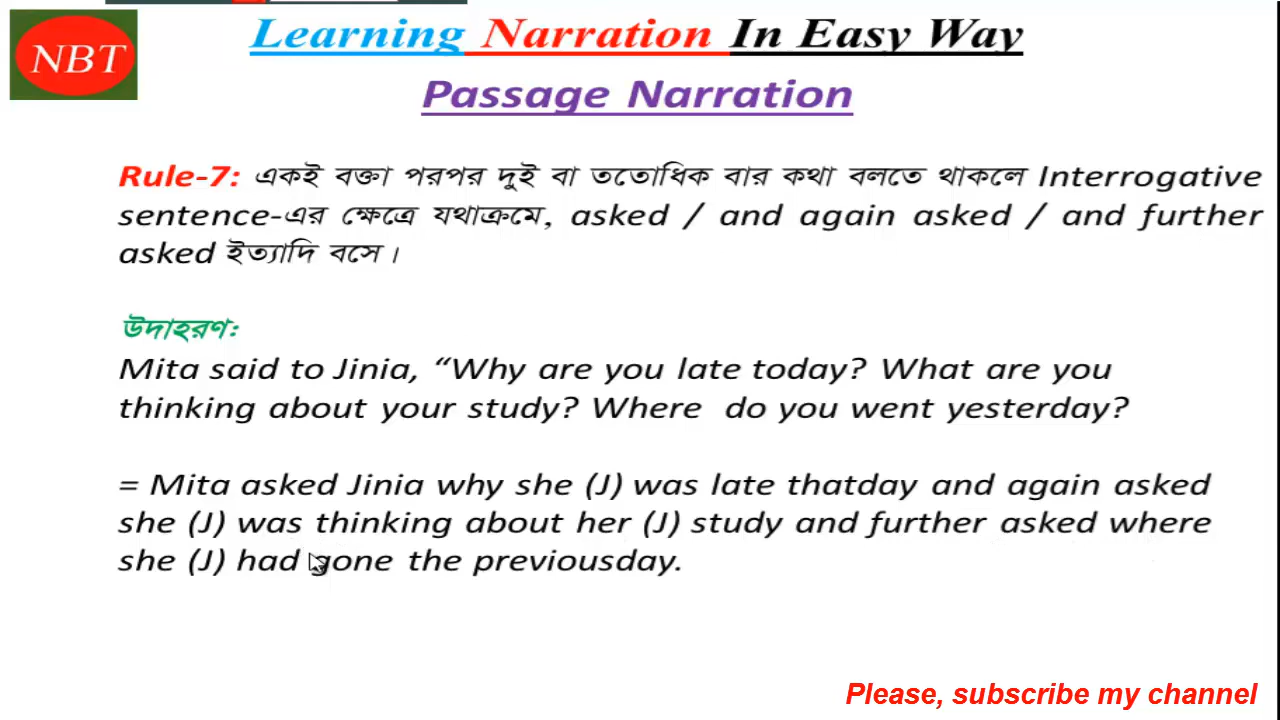 NBT
Learning Narration In Easy Way
Passage Narration
Rule-7: একই বক্তা পরপর দুই বা ততোধিক বার কথা বলতে থাকলে Interrogative
sentence-এর ক্ষেত্রে যথাক্রমে, asked / and again asked / and further
asked ইত্যাদি বসে।
উদাহরণঃ
Mita said to Jinia, “Why are you late today? What are you
thinking about your study? Where do you went yesterday?
= Mita asked Jinia why she (J) was late thatday and again asked
she (J) was thinking about her (J) study and further asked where
she (J) had gone the previousday.
Please, subscribe my channel